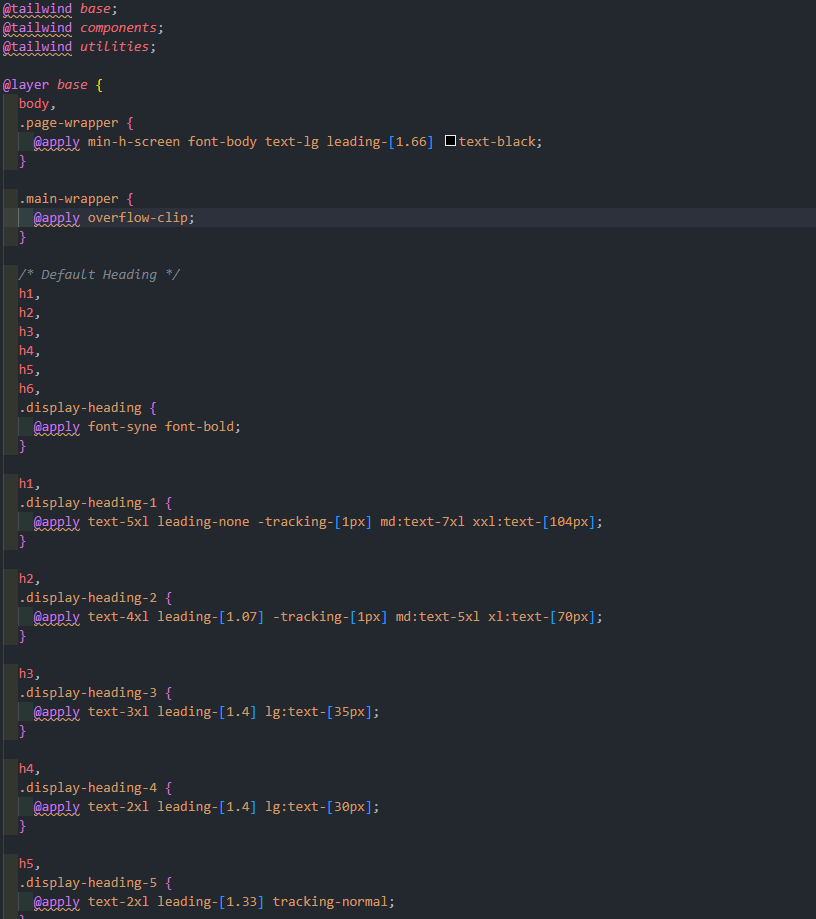 @tailwind base;
@tailwind components;
@tailwind utilities;
@layer base {
body,
.page-wrapper {
@apply min-h-screen font-body text-lg leading-[1.66] text-black;
}
.main-wrapper {
@apply overflow-clip;
}
/* Default Heading */
h1,
h2,
h3,
h4,
h5,
h6,
.display-heading {
@apply font-syne font-bold;
}
h1,
.display-heading-1 {
@apply text-5xl leading-none -tracking-[1px] md:text-7xl xxl:text-[104px];
}
h2,
.display-heading-2 {
@apply text-4xl leading-[1.07] -tracking-[1px] md:text-5xl xl:text-[70px];
}
h3,
.display-heading-3 {
@apply text-3xl leading-[1.4] lg:text-[35px];
}
h4,
.display-heading-4 {
@apply text-2xl leading-[1.4] lg:text-[30px];
}
h5,
.display-heading-5 {
@apply text-2xl leading-[1.33] tracking-normal;
}